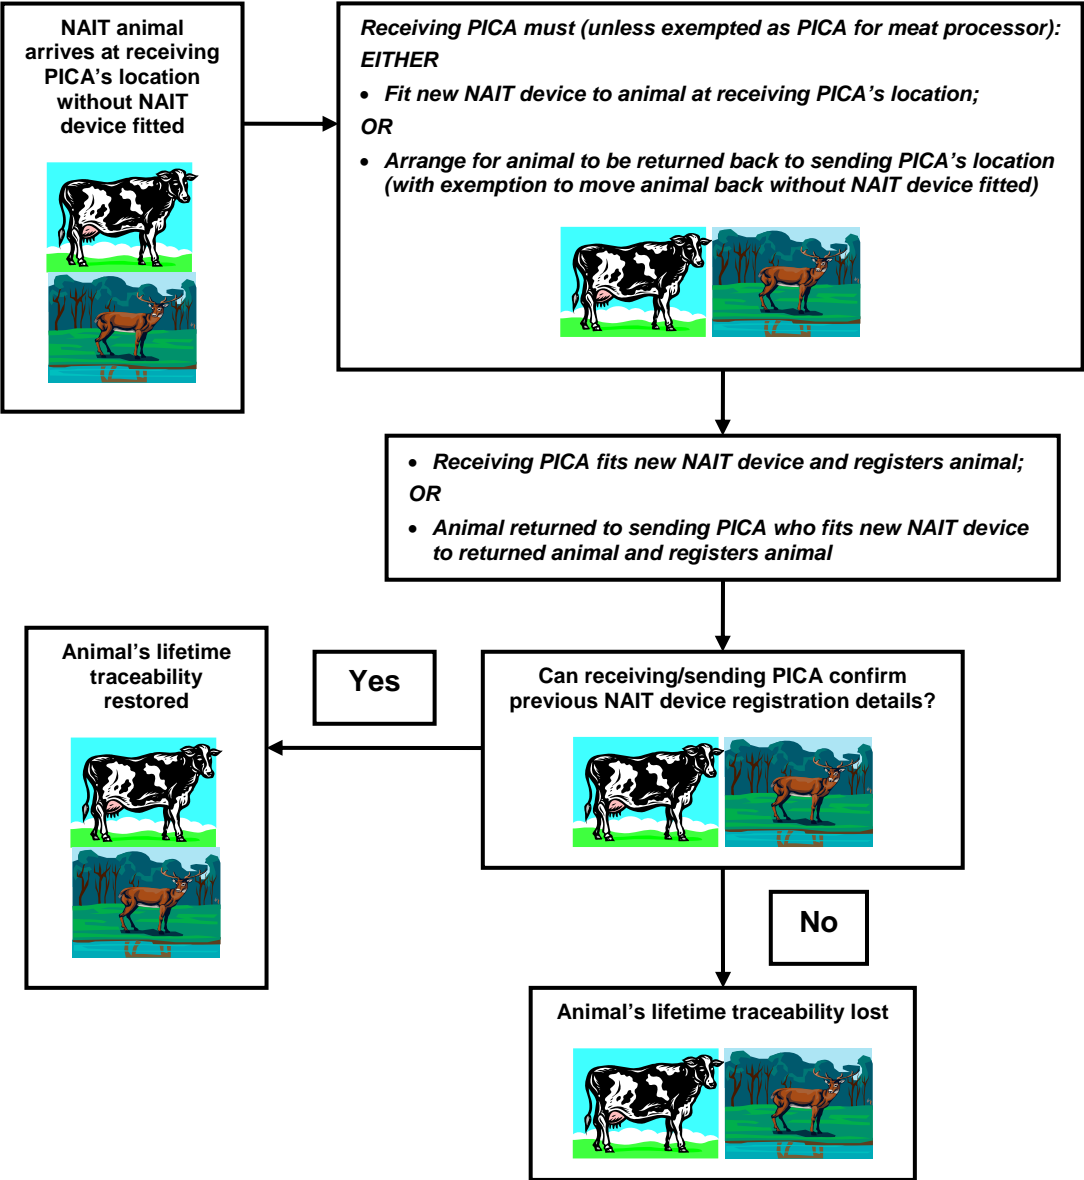 NAIT animal
arrives at receiving
PICA’s location
without NAIT
device fitted
Receiving PICA must (unless exempted as PICA for meat processor):
EITHER
• Fit new NAIT device to animal at receiving PICA’s location;
OR
• Arrange for animal to be returned back to sending PICA’s location
(with exemption to move animal back without NAIT device fitted)
• Receiving PICA fits new NAIT device and registers animal;
OR
• Animal returned to sending PICA who fits new NAIT device
to returned animal and registers animal
Can receiving/sending PICA confirm
previous NAIT device registration details?
Yes
Animal’s lifetime
traceability
restored
No
Animal’s lifetime traceability lost